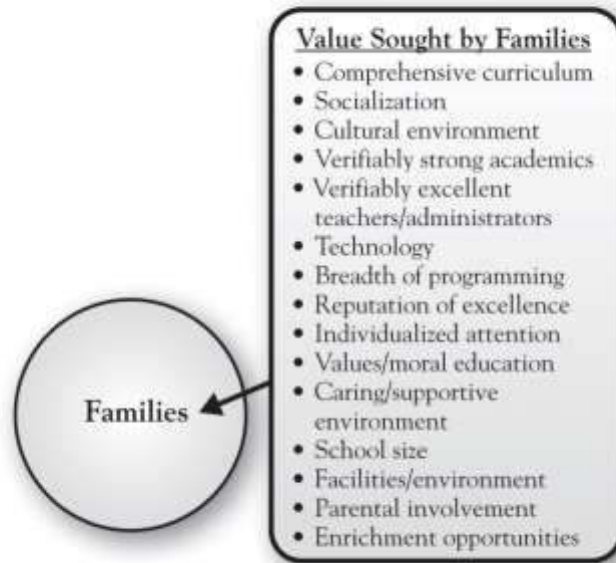 Value Sought by Families
• Comprehensive curriculum
• Socialization
• Cultural environment
• Verifiably strong academics
• Verifiably excellent
teachers/administrators
• Technology
• Breadth of programming
• Reputation of excellence
• Individualized attention
• Values/moral education
• Caring/supportive
environment
• School size
• Facilities/environment
• Parental involvement
• Enrichment opportunities
Families